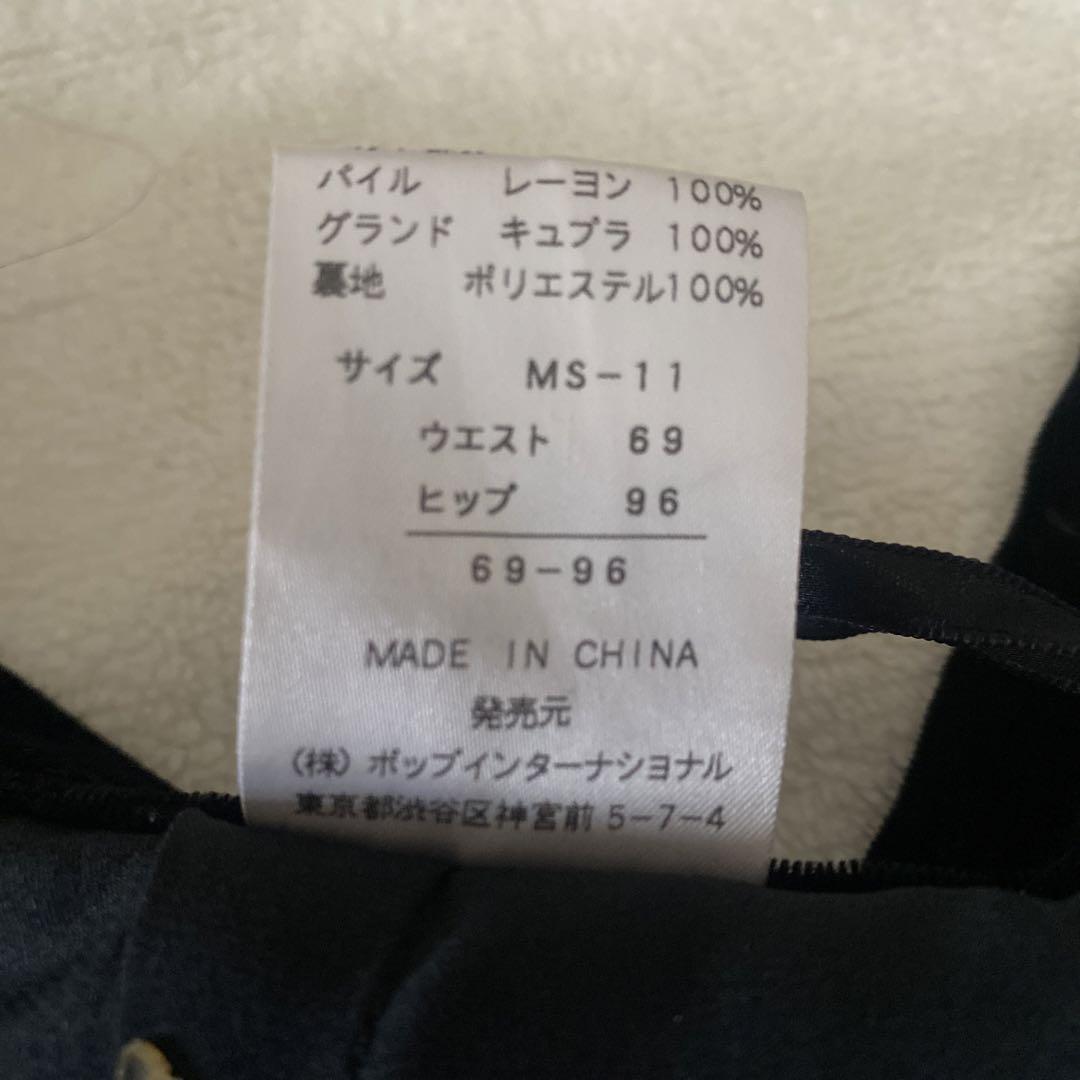 パイル レーヨン 100%
グランド キュプラ 100%
裏地 ポリエステル100%
サイズ MS-11
ウエスト 69
ヒップ 96
69-96
MADE IN CHINA
発売元
(株) ポップインターナショナル
東京都渋谷区神宮前 5-7-4